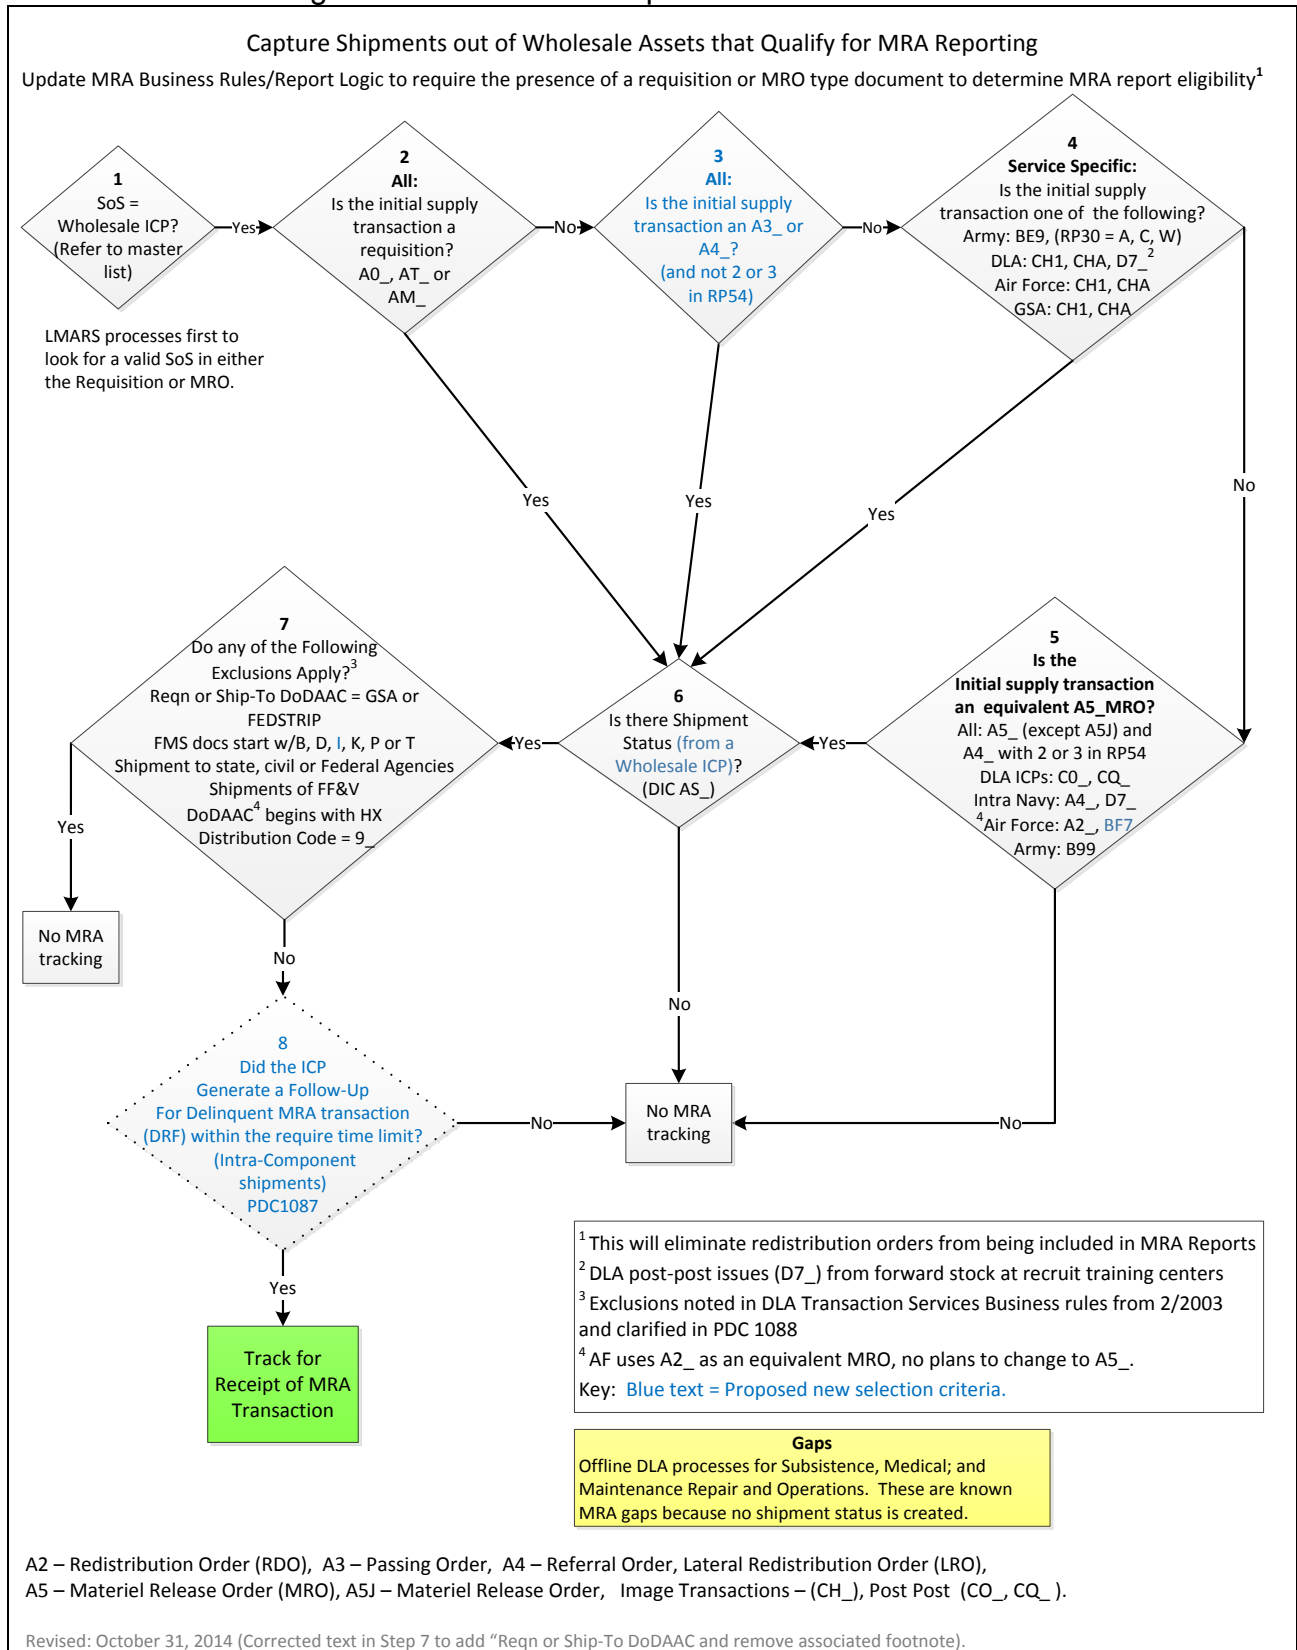 Capture Shipments out of Wholesale Assets that Qualify for MRA Reporting
Update MRA Business Rules/Report Logic to require the presence of a requisition or MRO type document to determine MRA report eligibility1
1
SoS =
Wholesale ICP?
(Refer to master
list)
Yes
2
All:
Is the initial supply
transaction a
requisition?
A0_, AT_ or
AM_
No
3
All:
Is the initial supply
transaction an A3_ or
A4_?
(and not 2 or 3
in RP54)
No
4
Service Specific:
Is the initial supply
transaction one of the following?
Army: BE9, (RP30 = A, C, W)
DLA: CH1, CHA, D7_2
Air Force: CH1, CHA
GSA: CH1, CHA
LMARS processes first to
look for a valid SoS in either
the Requisition or MRO.
Yes
Yes
Yes
No
7
Do any of the Following
Exclusions Apply?3
Reqn or Ship-To DoDAAC = GSA or
FEDSTRIP
FMS docs start w/B, D, I, K, P or T
Shipment to state, civil or Federal Agencies
Shipments of FF&V
DoDAAC4 begins with HX
Distribution Code = 9_
Yes
6
Is there Shipment
Status (from a
Wholesale ICP)?
(DIC AS_)
Yes
5
Is the
Initial supply transaction
an equivalent A5_MRO?
All: A5_ (except A5J) and
A4_ with 2 or 3 in RP54
DLA ICPs: C0_, CQ_
Intra Navy: A4_, D7_
4Air Force: A2_, BF7
Army: B99
Yes
No MRA
tracking
No
No
8
Did the ICP
Generate a Follow-Up
For Delinquent MRA transaction
(DRF) within the require time limit?
(Intra-Component
shipments)
PDC1087
No
No MRA
tracking
No
Yes
Track for
Receipt of MRA
Transaction
1 This will eliminate redistribution orders from being included in MRA Reports
2 DLA post-post issues (D7_) from forward stock at recruit training centers
3 Exclusions noted in DLA Transaction Services Business rules from 2/2003
and clarified in PDC 1088
4 AF uses A2_ as an equivalent MRO, no plans to change to A5_.
Key: Blue text = Proposed new selection criteria.
Gaps
Offline DLA processes for Subsistence, Medical; and
Maintenance Repair and Operations. These are known
MRA gaps because no shipment status is created.
A2 – Redistribution Order (RDO), A3 – Passing Order, A4 – Referral Order, Lateral Redistribution Order (LRO),
A5 – Materiel Release Order (MRO), A5J – Materiel Release Order, Image Transactions – (CH_), Post Post (CO_, CQ_ ).
Revised: October 31, 2014 (Corrected text in Step 7 to add “Reqn or Ship-To DoDAAC and remove associated footnote).